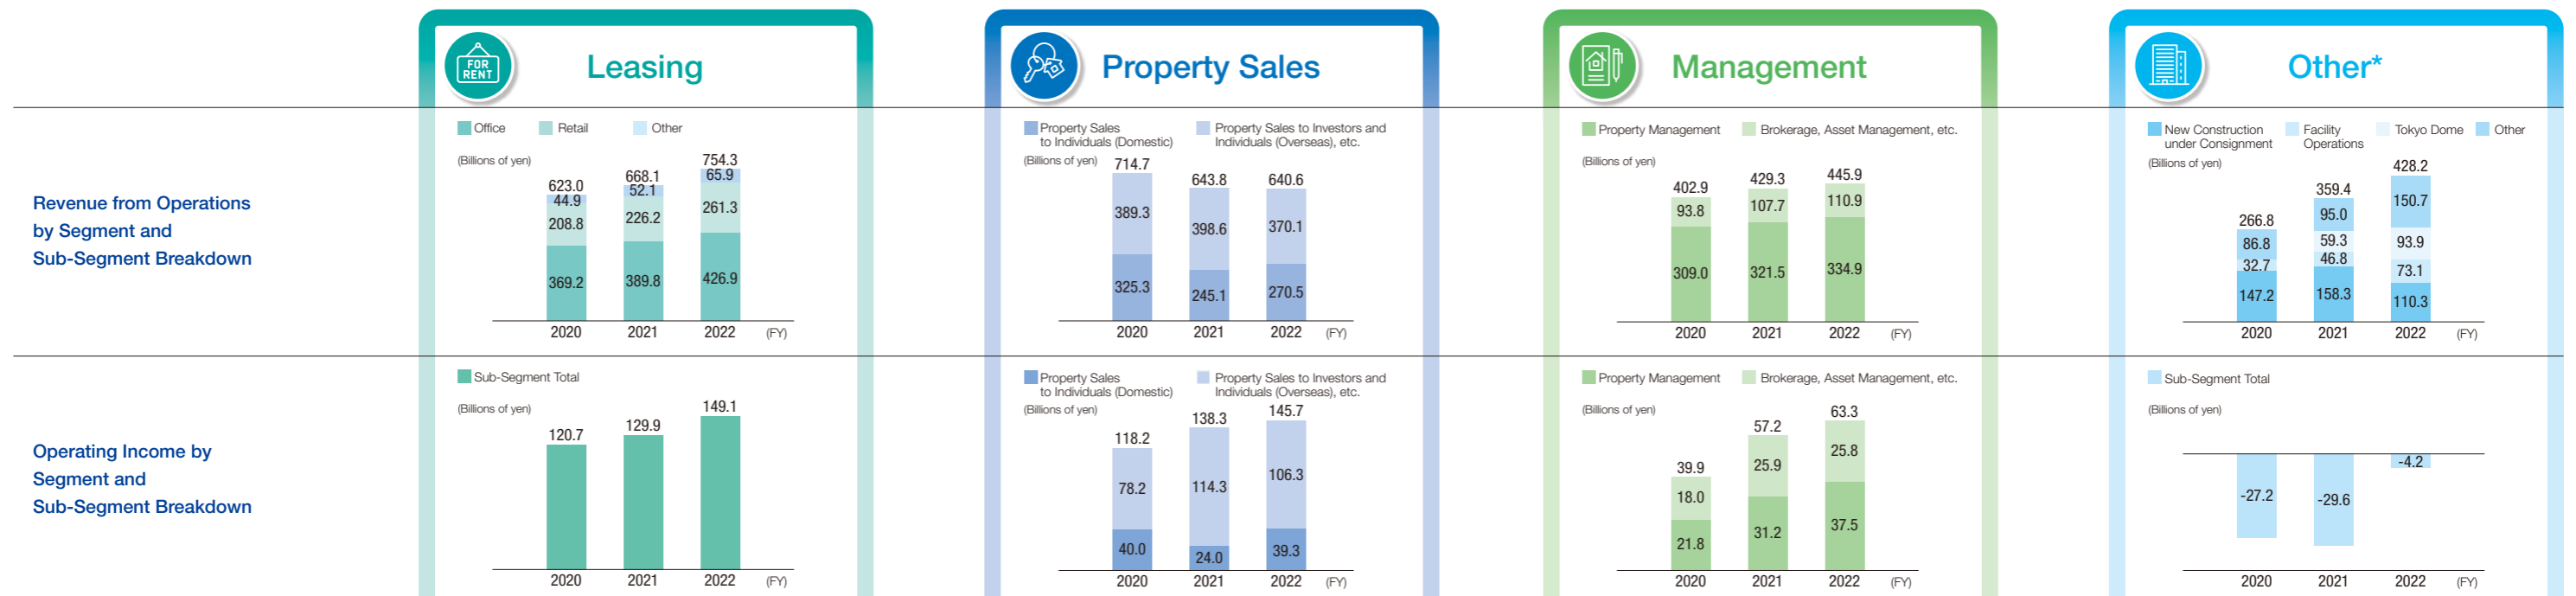 FOR
RENT
Leasing
Property Sales
Management
Other*
Revenue from Operations
by Segment and
Sub-Segment Breakdown
Office Retail Other
(Billions of yen)
623.0
44.9
208.8
369.2
668.1
52.1
226.2
389.8
754.3
65.9
261.3
426.9
2020 2021 2022 (FY)
Property Sales
to Individuals (Domestic)
Property Sales to Investors and
Individuals (Overseas), etc.
(Billions of yen)
714.7
389.3
325.3
643.8
398.6
245.1
640.6
370.1
270.5
2020 2021 2022 (FY)
Property Management Brokerage, Asset Management, etc.
(Billions of yen)
402.9
93.8
309.0
429.3
107.7
321.5
445.9
110.9
334.9
2020 2021 2022 (FY)
New Construction
under Consignment
Facility
Operations
Tokyo Dome Other
(Billions of yen)
266.8
86.8
32.7
147.2
359.4
95.0
59.3
46.8
158.3
428.2
150.7
93.9
73.1
110.3
2020 2021 2022 (FY)
Operating Income by
Segment and
Sub-Segment Breakdown
Sub-Segment Total
(Billions of yen)
120.7
129.9
149.1
2020 2021 2022 (FY)
Property Sales
to Individuals (Domestic)
Property Sales to Investors and
Individuals (Overseas), etc.
(Billions of yen)
118.2
78.2
40.0
138.3
114.3
24.0
145.7
106.3
39.3
2020 2021 2022 (FY)
Property Management Brokerage, Asset Management, etc.
(Billions of yen)
39.9
18.0
21.8
57.2
25.9
31.2
63.3
25.8
37.5
2020 2021 2022 (FY)
Sub-Segment Total
(Billions of yen)
-27.2
-29.6
-4.2
2020 2021 2022 (FY)